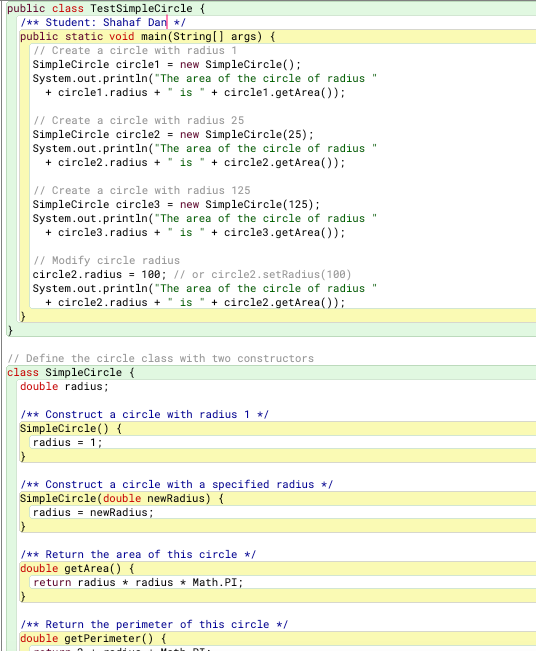 public class TestSimpleCircle {
/** Student: Shahaf Dan */
public static void main(String[] args) {
// Create a circle with radius 1
SimpleCircle circle1 = new SimpleCircle();
System.out.println("The area of the circle of radius "
+ circle1.radius + " is " + circle1.getArea());
// Create a circle with radius 25
SimpleCircle circle2 = new SimpleCircle(25);
System.out.println("The area of the circle of radius "
+ circle2.radius + " is " + circle2.getArea());
// Create a circle with radius 125
SimpleCircle circle3 = new SimpleCircle(125);
System.out.println("The area of the circle of radius "
+ circle3.radius + " is " + circle3.getArea());
// Modify circle radius
circle2.radius = 100; // or circle2.setRadius(100)
System.out.println("The area of the circle of radius "
+ circle2.radius + " is " + circle2.getArea());
}
}
// Define the circle class with two constructors
class SimpleCircle {
double radius;
/** Construct a circle with radius 1 */
SimpleCircle() {
radius = 1;
}
/** Construct a circle with a specified radius */
SimpleCircle(double newRadius) {
radius = newRadius;
}
/** Return the area of this circle */
double getArea() {
return radius * radius * Math.PI;
}
/** Return the perimeter of this circle */
double getPerimeter() {